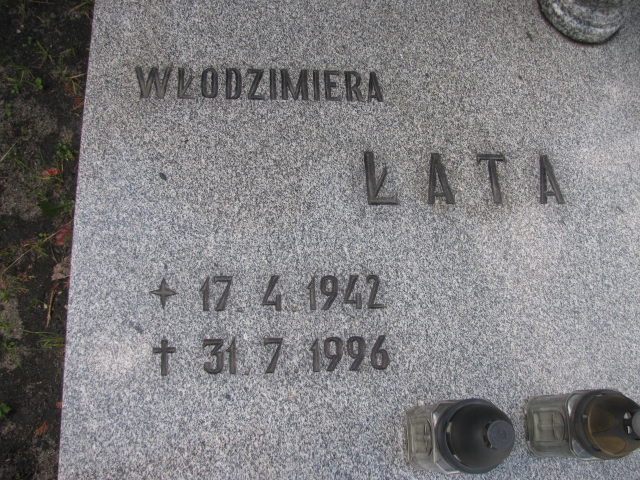 WŁODZIMIERA
ŁATA
17.4.1942
† 31.7.1996